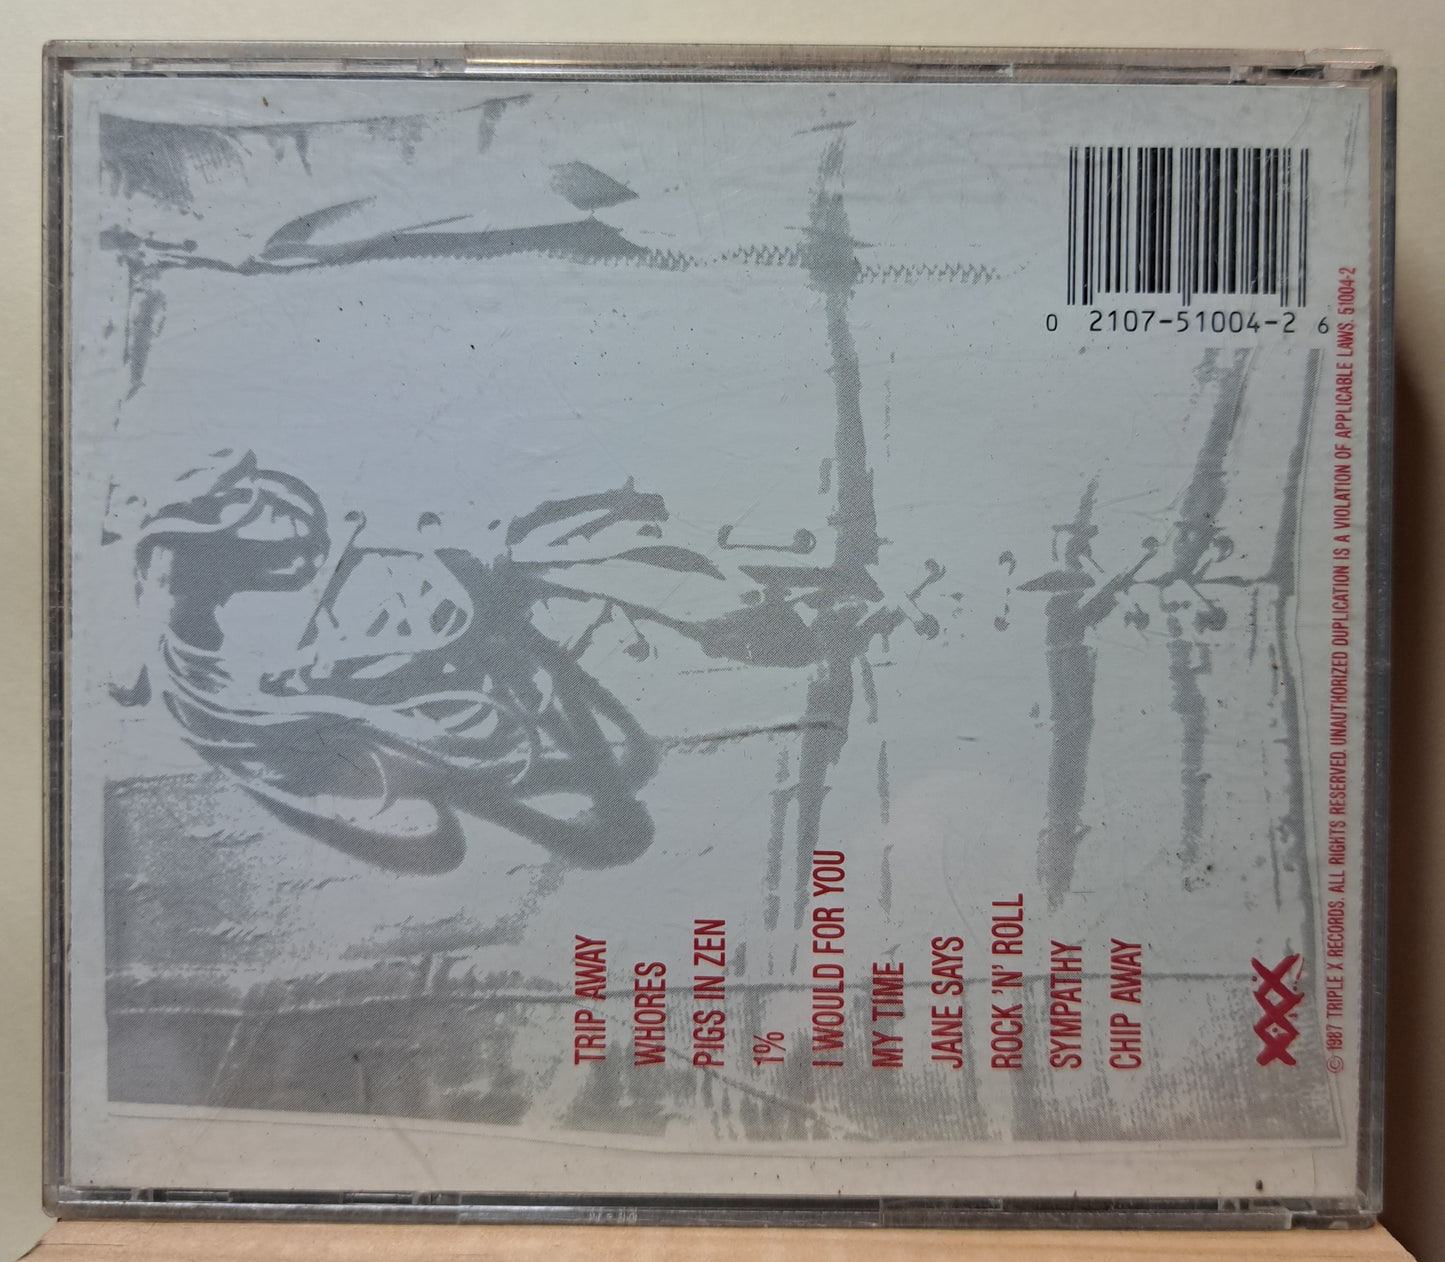 TRIP AWAY
WHORES
PIGS IN ZEN
1%
I WOULD FOR YOU
MY TIME
JANE SAYS
ROCK 'N' ROLL
SYMPATHY
CHIP AWAY
XXX
© 1987 TRIPLE X RECORDS. ALL RIGHTS RESERVED. UNAUTHORIZED DUPLICATION IS A VIOLATION OF APPLICABLE LAWS. 51004-2
0 2107-51004-2 6